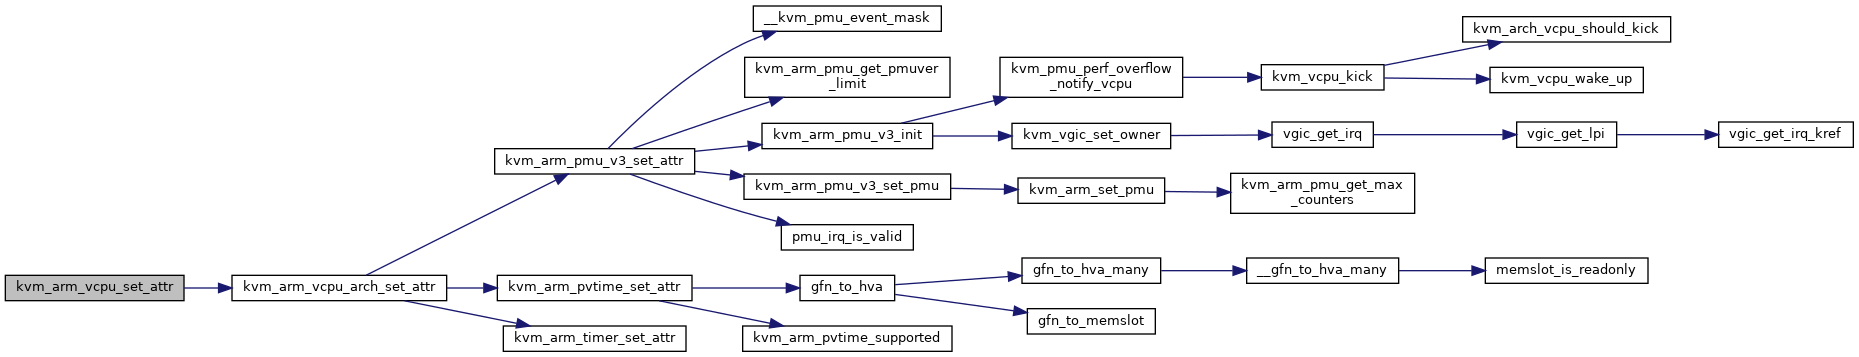 __kvm_pmu_event_mask
kvm_arch_vcpu_should_kick
kvm_arm_pmu_get_pmuver
_limit
kvm_pmu_perf_overflow
_notify_vcpu
kvm_vcpu_kick
kvm_vcpu_wake_up
kvm_arm_pmu_v3_init
kvm_vgic_set_owner
vgic_get_irq
vgic_get_lpi
vgic_get_irq_kref
kvm_arm_pmu_v3_set_attr
kvm_arm_pmu_v3_set_pmu
kvm_arm_set_pmu
kvm_arm_pmu_get_max
_counters
pmu_irq_is_valid
kvm_arm_vcpu_set_attr
kvm_arm_vcpu_arch_set_attr
kvm_arm_pvtime_set_attr
gfn_to_hva
gfn_to_hva_many
__gfn_to_hva_many
memslot_is_readonly
gfn_to_memslot
kvm_arm_timer_set_attr
kvm_arm_pvtime_supported